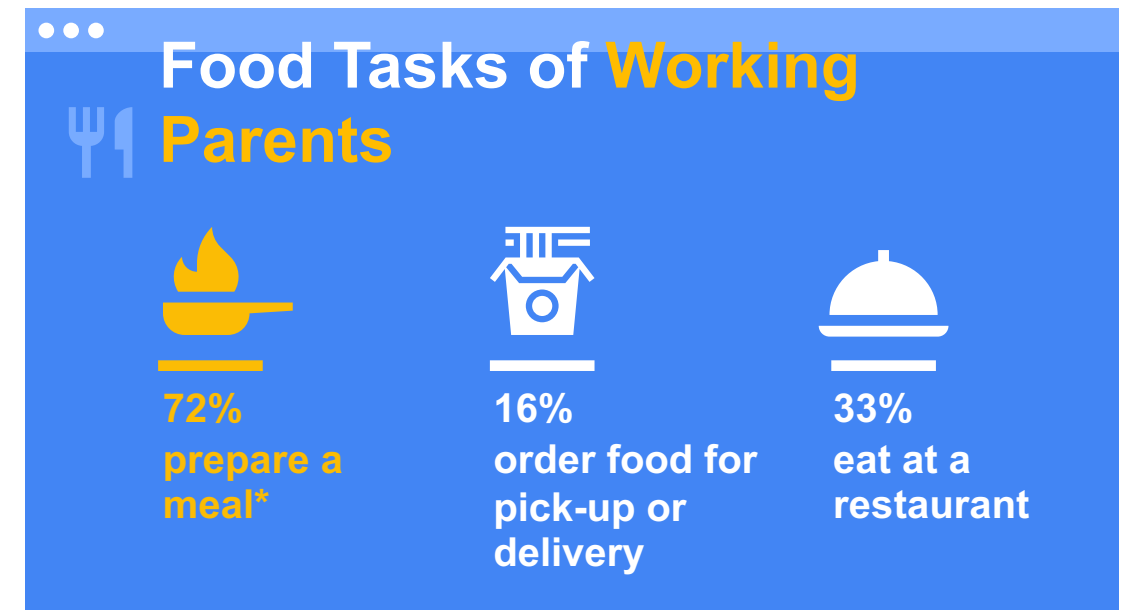 Food Tasks of Working
Parents
72%
prepare a
meal*
16%
order food for
pick-up or
delivery
33%
eat at a
restaurant